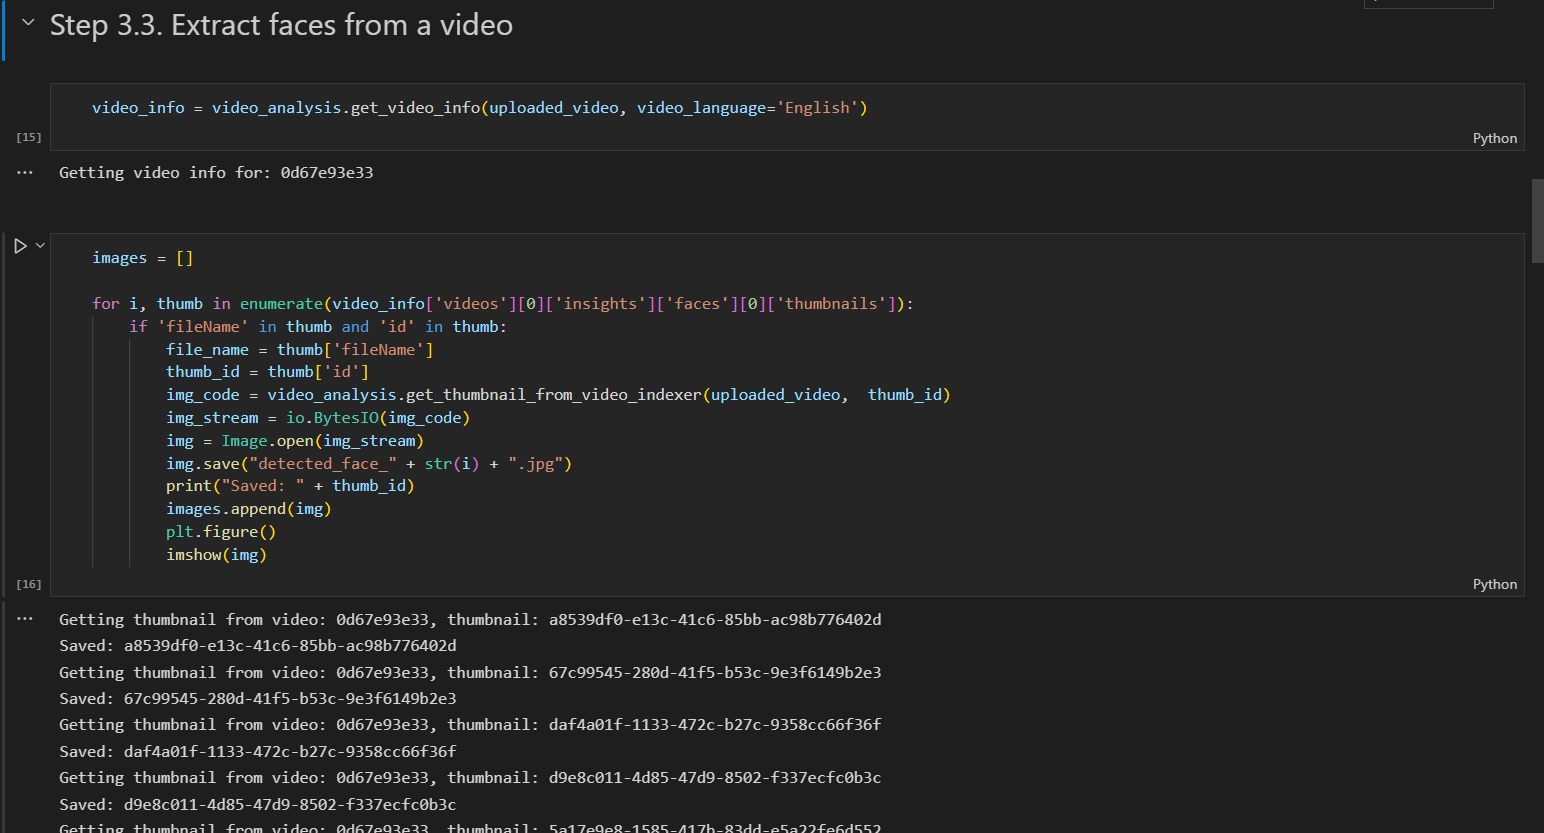 Step 3.3. Extract faces from a video
video_info = video_analysis.get_video_info(uploaded_video, video_language='English')
[15]
Python
Getting video info for: 0d67e93e33
images = []
for i, thumb in enumerate(video_info['videos'][0]['insights']['faces'][0]['thumbnails']):
if 'fileName' in thumb and 'id' in thumb:
file_name = thumb['fileName']
thumb_id = thumb['id']
img_code = video_analysis.get_thumbnail_from_video_indexer(uploaded_video,  thumb_id)
img_stream = io.BytesIO(img_code)
img = Image.open(img_stream)
img.save("detected_face_" + str(i) + ".jpg")
print("Saved: " + thumb_id)
images.append(img)
plt.figure()
imshow(img)
[16]
Python
Getting thumbnail from video: 0d67e93e33, thumbnail: a8539df0-e13c-41c6-85bb-ac98b776402d
Saved: a8539df0-e13c-41c6-85bb-ac98b776402d
Getting thumbnail from video: 0d67e93e33, thumbnail: 67c99545-280d-41f5-b53c-9e3f6149b2e3
Saved: 67c99545-280d-41f5-b53c-9e3f6149b2e3
Getting thumbnail from video: 0d67e93e33, thumbnail: daf4a01f-1133-472c-b27c-9358cc66f36f
Saved: daf4a01f-1133-472c-b27c-9358cc66f36f
Getting thumbnail from video: 0d67e93e33, thumbnail: d9e8c011-4d85-47d9-8502-f337ecfc0b3c
Saved: d9e8c011-4d85-47d9-8502-f337ecfc0b3c
Getting thumbnail from video: 0d67e93e33, thumbnail: 5a17e9e8-1585-417b-83dd-e5a22fe6d552